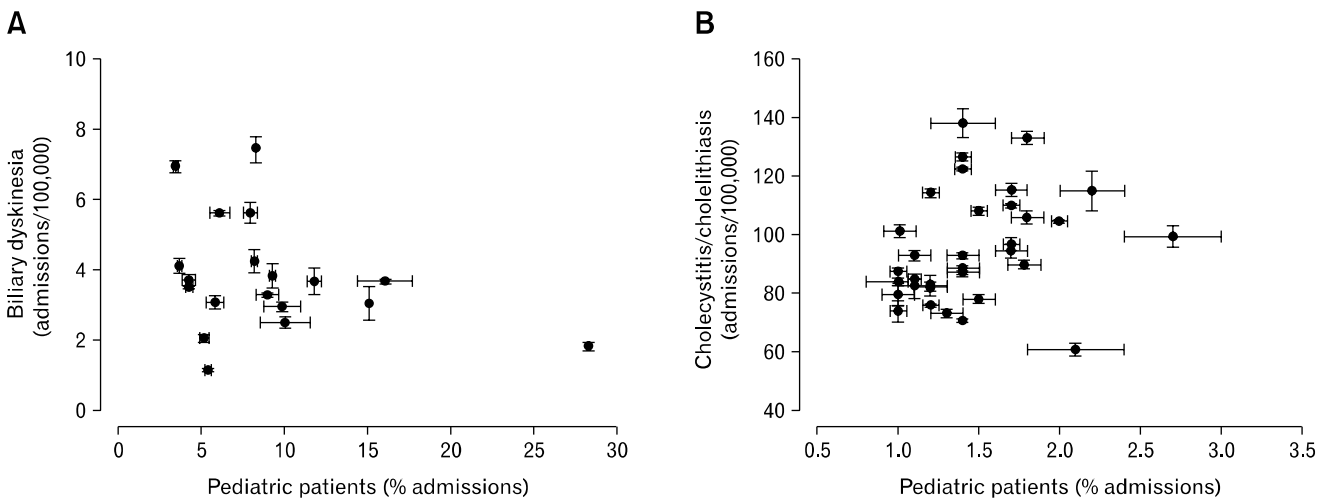 A
Biliary dyskinesia
(admissions/100,000)
10
8
6
4
2
0
0 5 10 15 20 25 30
Pediatric patients (% admissions)
B
Cholecystitis/cholelithiasis
(admissions/100,000)
160
140
120
100
80
60
40
0.5 1.0 1.5 2.0 2.5 3.0 3.5
Pediatric patients (% admissions)